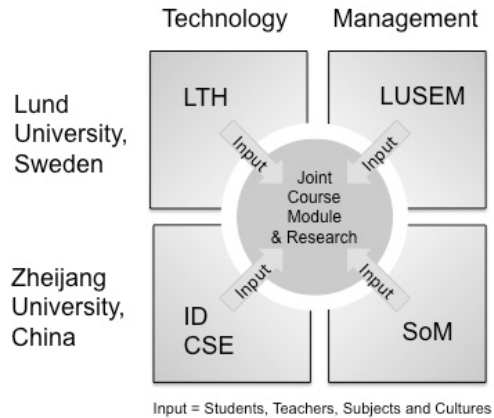 Technology Management
Lund
University,
Sweden
LTH
LUSEM
Input
Input
Joint
Course
Module
& Research
Zheijang
University,
China
Input
Input
ID
CSE
SoM
Input = Students, Teachers, Subjects and Cultures